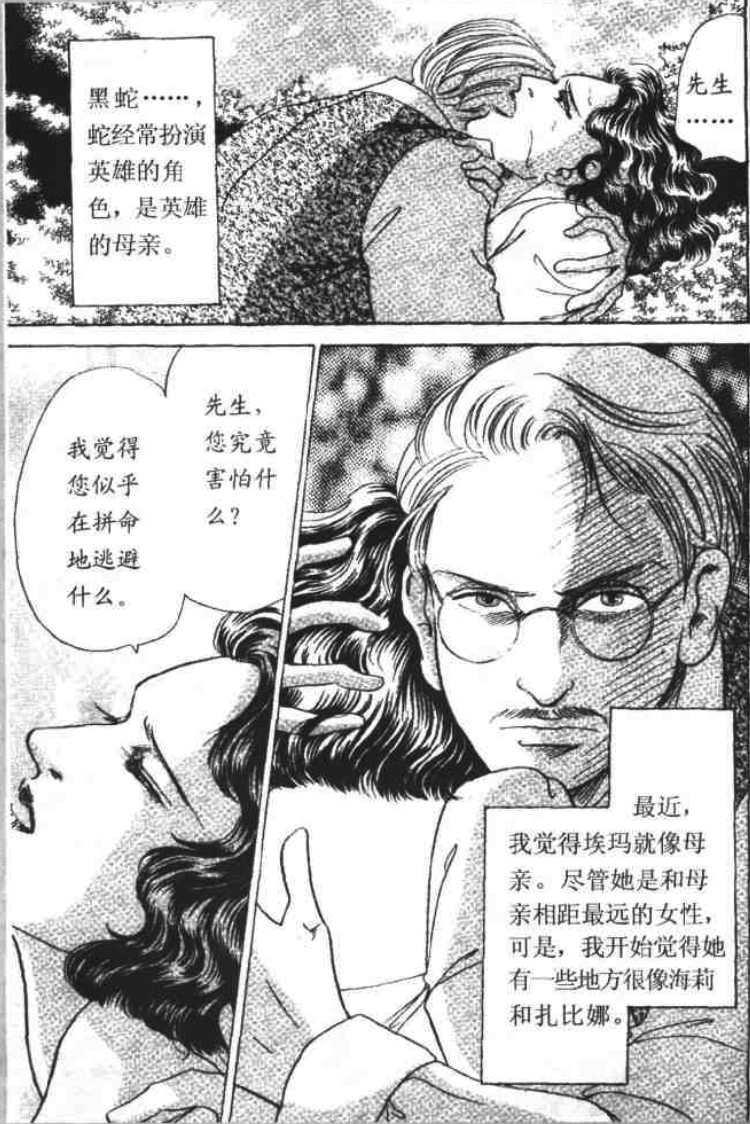 黑蛇……，
蛇经常扮演
英雄的角
色，是英雄
的母亲。
先生
……
先生，
您究竟
害怕什
么？
我觉得
您似乎
在拼命
地逃避
什么。
最近，
我觉得埃玛就像母
亲。尽管她是和母
亲相距最远的女性，
可是，我开始觉得她
有一些地方很像海莉
和扎比娜。